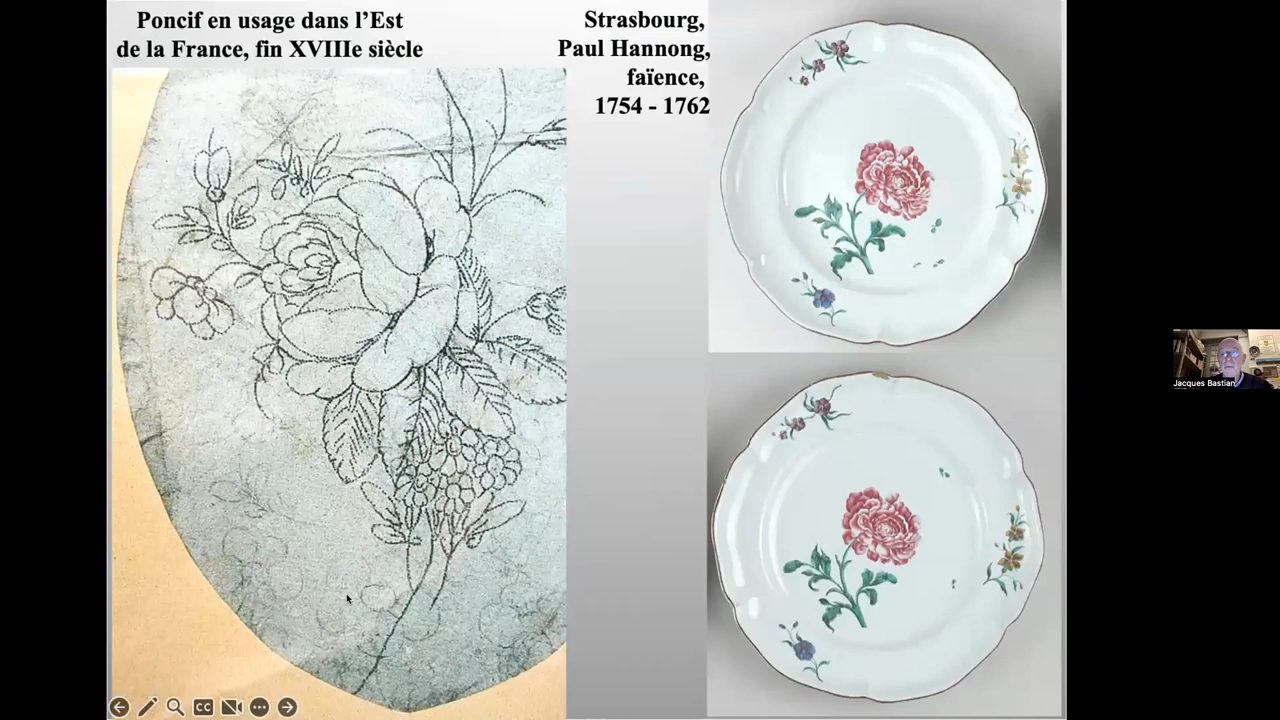 Poncif en usage dans l’Est
de la France, fin XVIIIe siècle
Strasbourg,
Paul Hannong,
faïence,
1754 - 1762
Jacques Bastian
CC